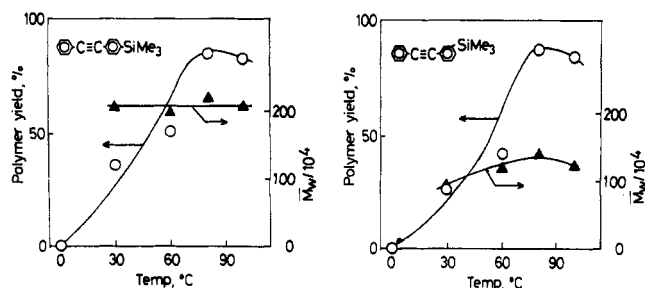 100
50
0
Polymer yield, %
C≡C
SiMe3
200
100
0
M̄w/10⁴
0 30 60 90
Temp, °C
100
50
0
Polymer yield, %
C≡C
SiMe3
200
100
0
M̄w/10⁴
0 30 60 90
Temp, °C